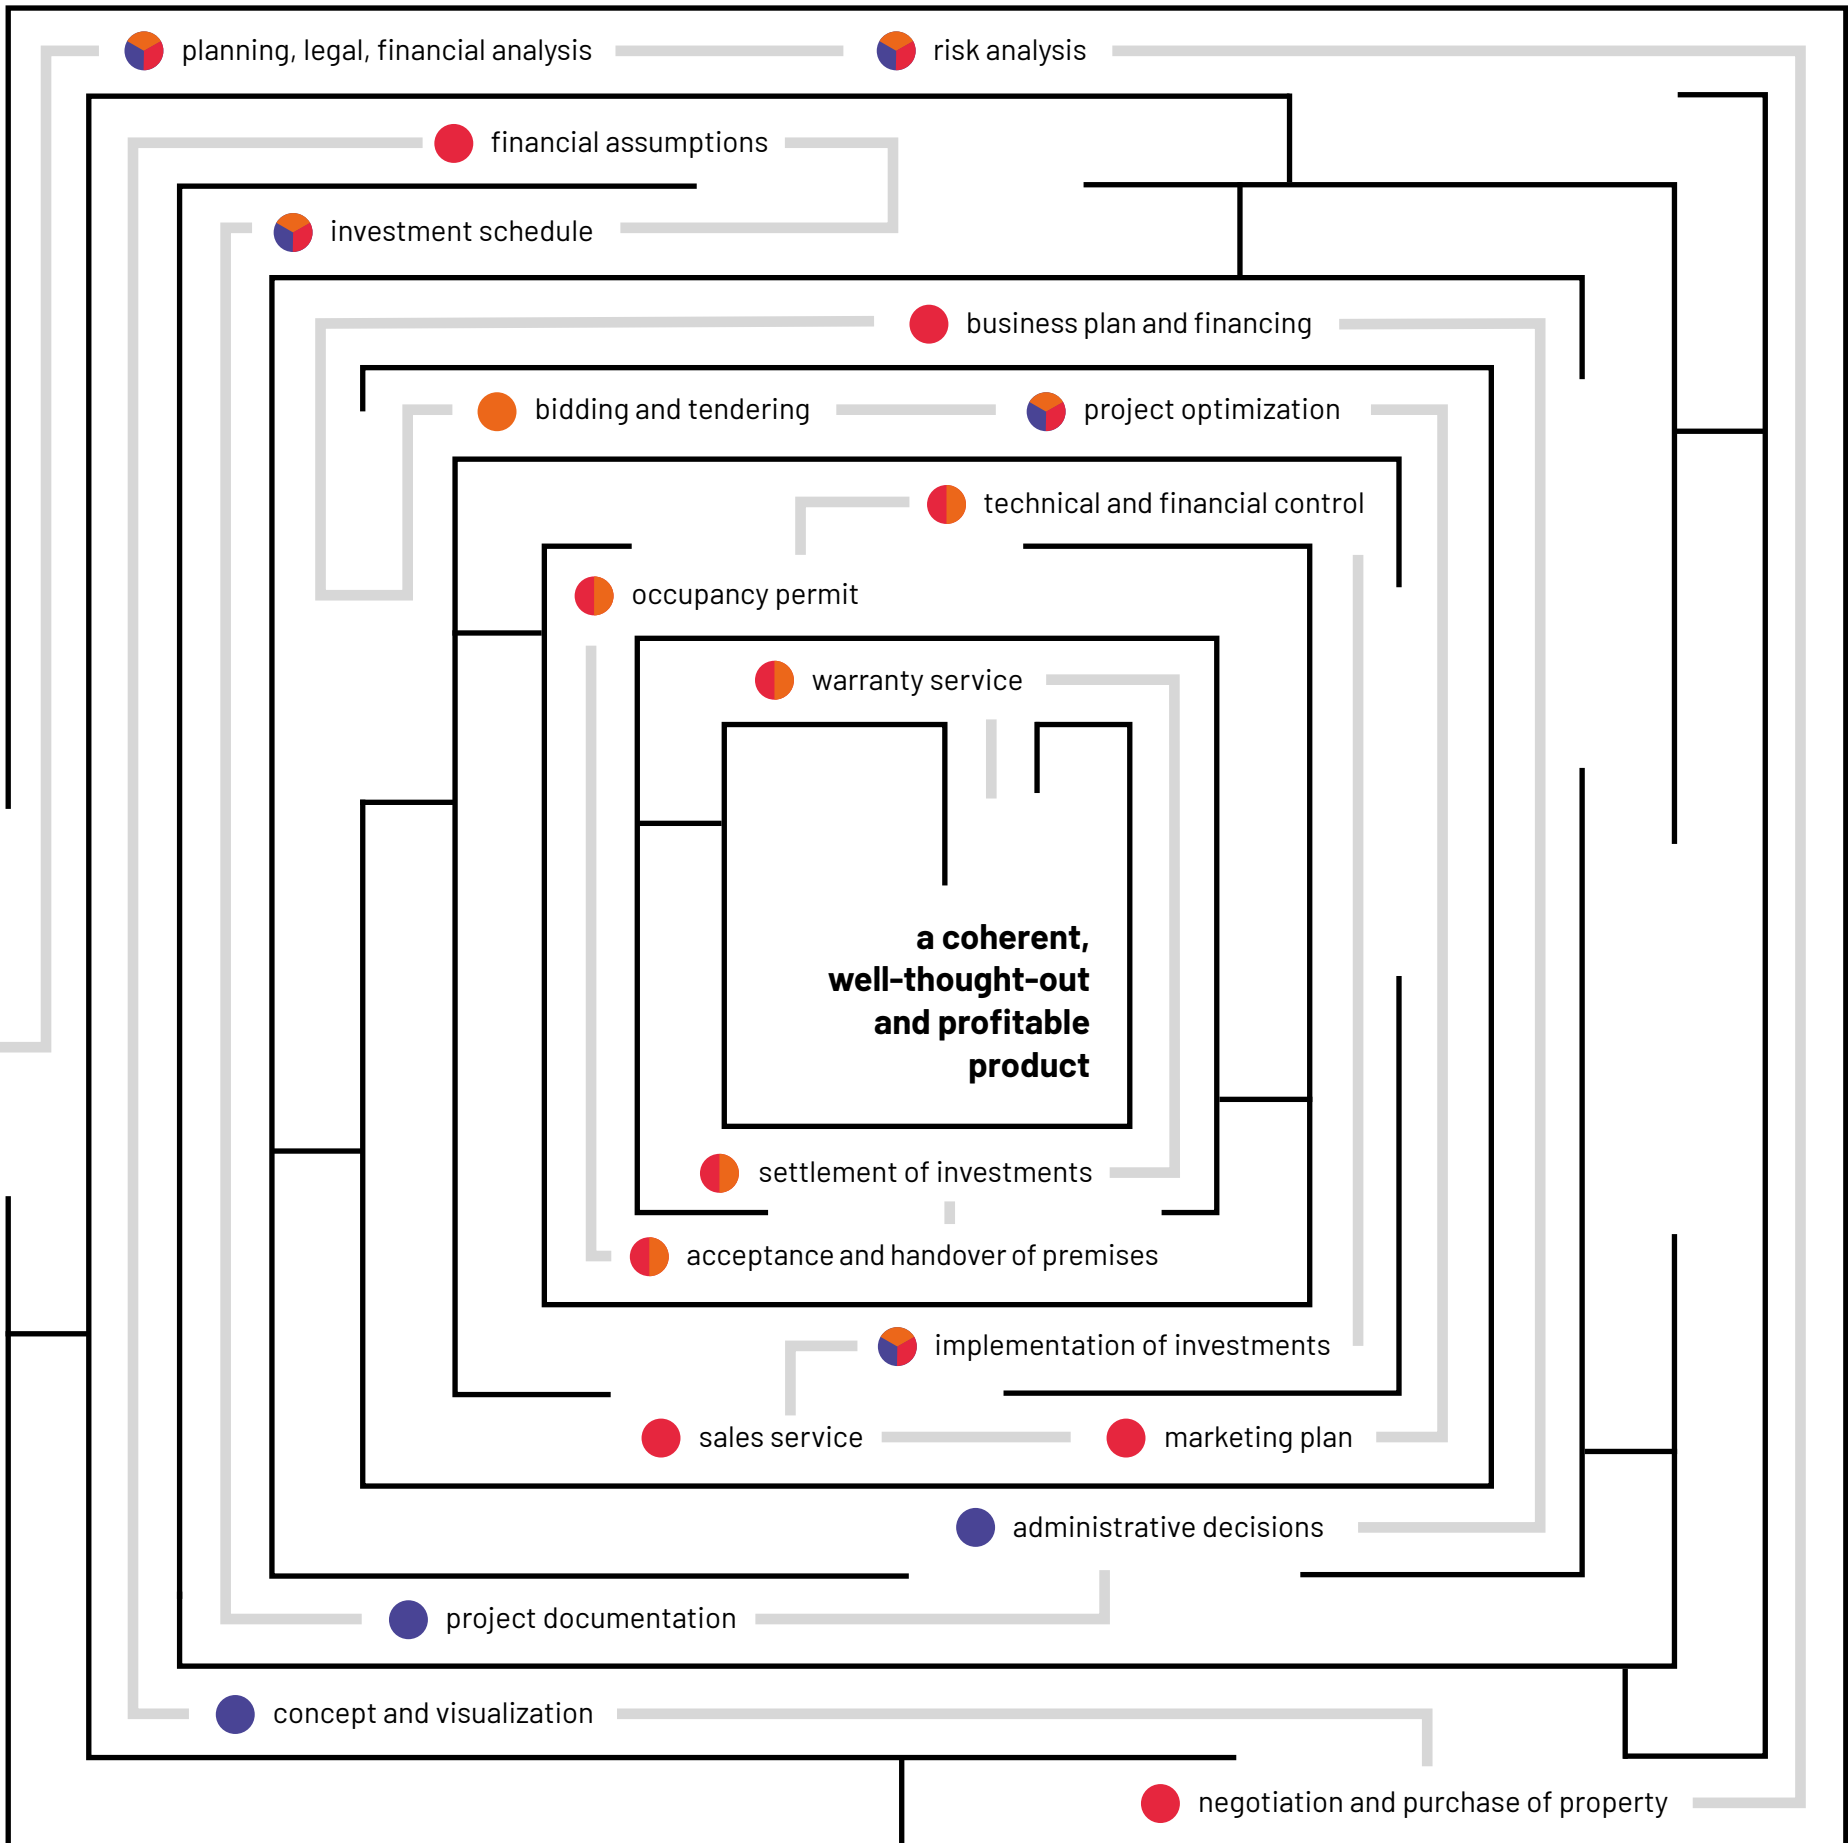 planning, legal, financial analysis
risk analysis
financial assumptions
investment schedule
business plan and financing
bidding and tendering
project optimization
technical and financial control
occupancy permit
warranty service
a coherent,
well-thought-out
and profitable
product
settlement of investments
acceptance and handover of premises
implementation of investments
sales service
marketing plan
administrative decisions
project documentation
concept and visualization
negotiation and purchase of property